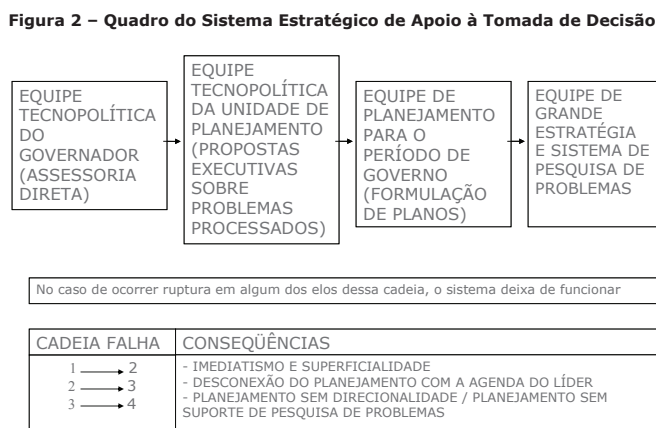 Figura 2 – Quadro do Sistema Estratégico de Apoio à Tomada de Decisão
EQUIPE
TECNOPOLÍTICA
DO
GOVERNADOR
(ASSESSORIA
DIRETA)
EQUIPE
TECNOPOLÍTICA
DA UNIDADE DE
PLANEJAMENTO
(PROPOSTAS
EXECUTIVAS
SOBRE
PROBLEMAS
PROCESSADOS)
EQUIPE DE
PLANEJAMENTO
PARA O
PERÍODO DE
GOVERNO
(FORMULAÇÃO
DE PLANOS)
EQUIPE DE
GRANDE
ESTRATÉGIA
E SISTEMA DE
PESQUISA DE
PROBLEMAS
No caso de ocorrer ruptura em algum dos elos dessa cadeia, o sistema deixa de funcionar
CADEIA FALHA
1 → 2
2 → 3
3 → 4
CONSEQÜÊNCIAS
- IMEDIATISMO E SUPERFICIALIDADE
- DESCONEXÃO DO PLANEJAMENTO COM A AGENDA DO LÍDER
- PLANEJAMENTO SEM DIRECIONALIDADE / PLANEJAMENTO SEM
SUPORTE DE PESQUISA DE PROBLEMAS